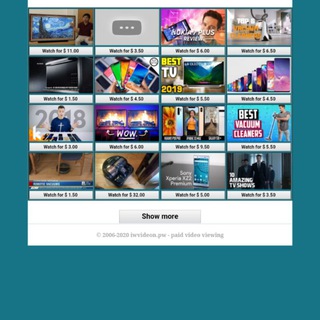 NOKIA 7 PLUS
REVIEW
TOP 5
Watch for $ 11.00
Watch for $ 3.50
Watch for $ 6.00
Watch for $ 6.50
BEST
TV
2019
Watch for $ 1.50
Watch for $ 4.50
Watch for $ 5.50
Watch for $ 6.50
2018
WOW.
BEST
VACUUM
CLEANERS
Watch for $ 3.00
Watch for $ 6.00
Watch for $ 9.50
Watch for $ 3.50
Sony
Xperia XZ2
Premium
10
AMAZING
TV SHOWS
Watch for $ 1.50
Watch for $ 32.00
Watch for $ 5.00
Watch for $ 3.50
Show more
© 2006-2020 iwvideon.pw - paid video viewing